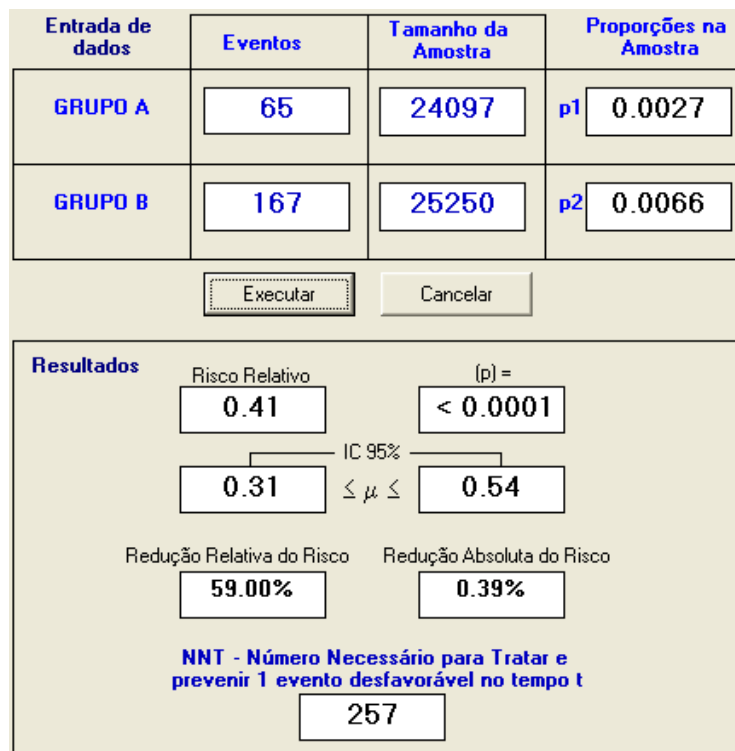 Entrada de dados
Eventos
Tamanho da Amostra
Proporções na Amostra
GRUPO A
65
24097
p1
0.0027
GRUPO B
167
25250
p2
0.0066
Executar
Cancelar
Resultados
Risco Relativo
(p) =
0.41
< 0.0001
IC 95%
0.31
≤ μ ≤
0.54
Redução Relativa do Risco
Redução Absoluta do Risco
59.00%
0.39%
NNT - Número Necessário para Tratar e
prevenir 1 evento desfavorável no tempo t
257